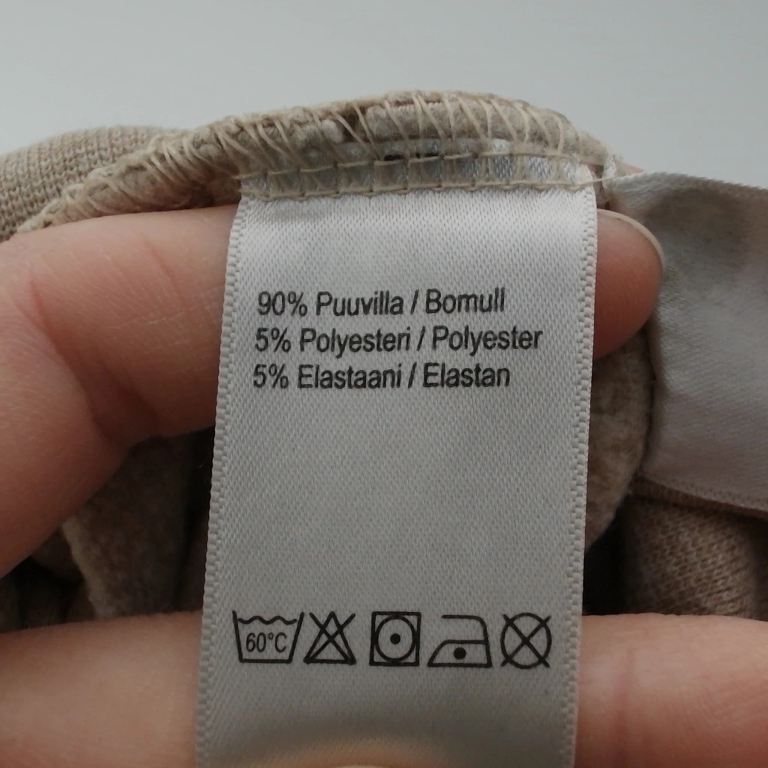 90% Puuvilla / Bomull
5% Polyesteri / Polyester
5% Elastaani / Elastan
60°C